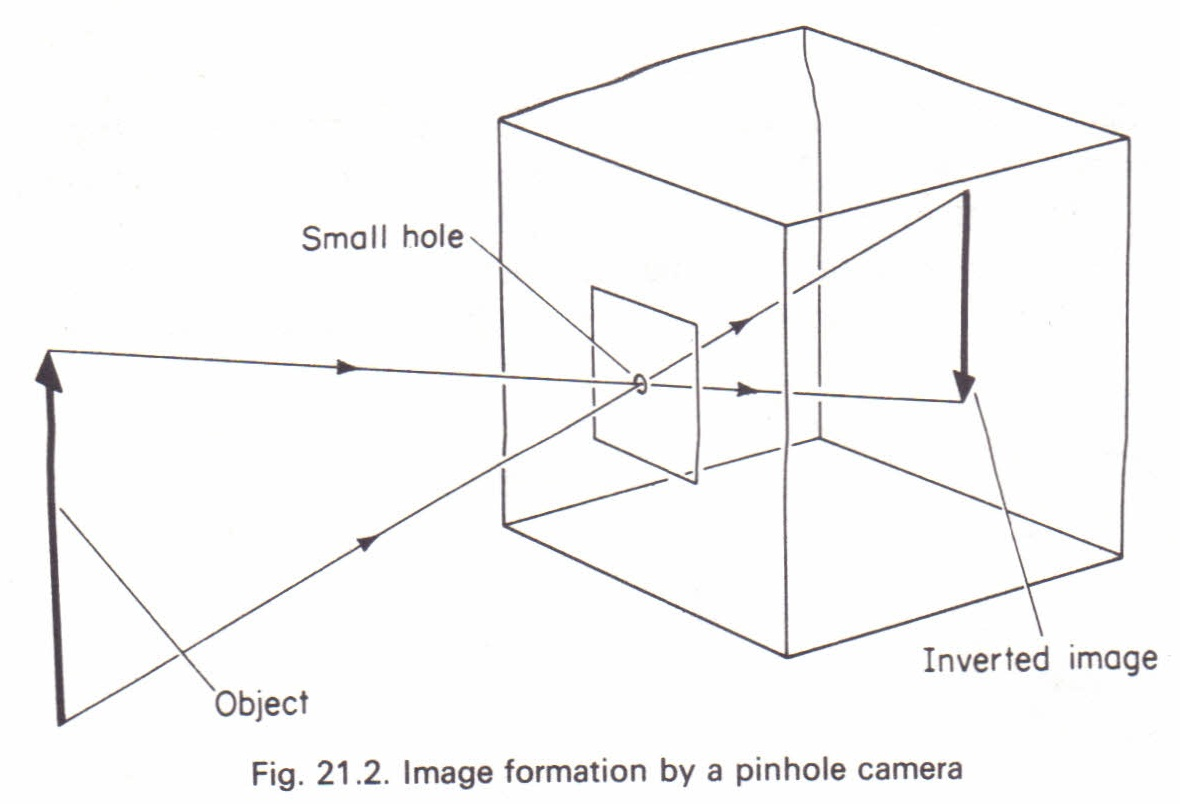 Small hole
Object
Inverted image
Fig. 21.2. Image formation by a pinhole camera